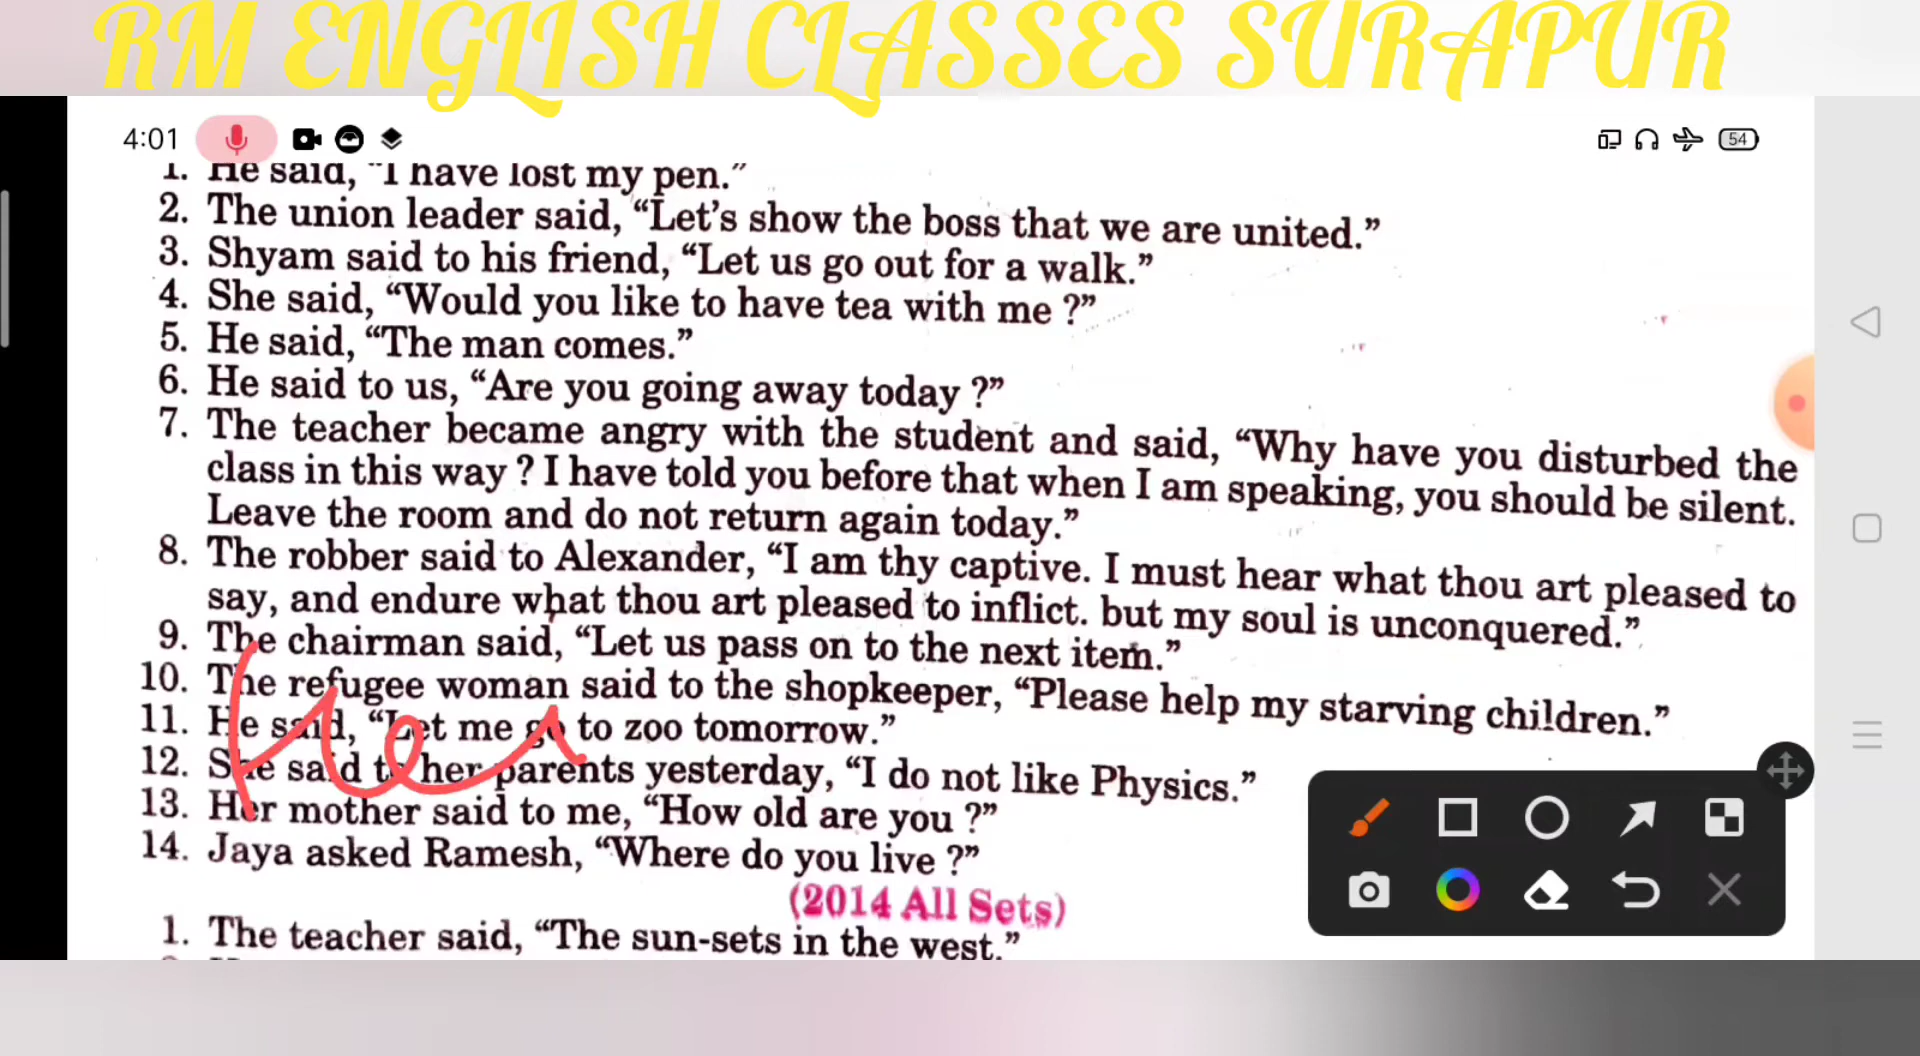 RM ENGLISH CLASSES SURAPUR
4:01
54
1. He said, “I have lost my pen.”
2. The union leader said, “Let’s show the boss that we are united.”
3. Shyam said to his friend, “Let us go out for a walk.”
4. She said, “Would you like to have tea with me ?”
5. He said, “The man comes.”
6. He said to us, “Are you going away today ?”
7. The teacher became angry with the student and said, “Why have you disturbed the
class in this way ? I have told you before that when I am speaking, you should be silent.
Leave the room and do not return again today.”
8. The robber said to Alexander, “I am thy captive. I must hear what thou art pleased to
say, and endure what thou art pleased to inflict. but my soul is unconquered.”
9. The chairman said, “Let us pass on to the next item.”
10. The refugee woman said to the shopkeeper, “Please help my starving children.”
11. He said, “Let me go to zoo tomorrow.”
12. She said to her parents yesterday, “I do not like Physics.”
13. Her mother said to me, “How old are you ?”
14. Jaya asked Ramesh, “Where do you live ?”
(2014 All Sets)
1. The teacher said, “The sun-sets in the west.”